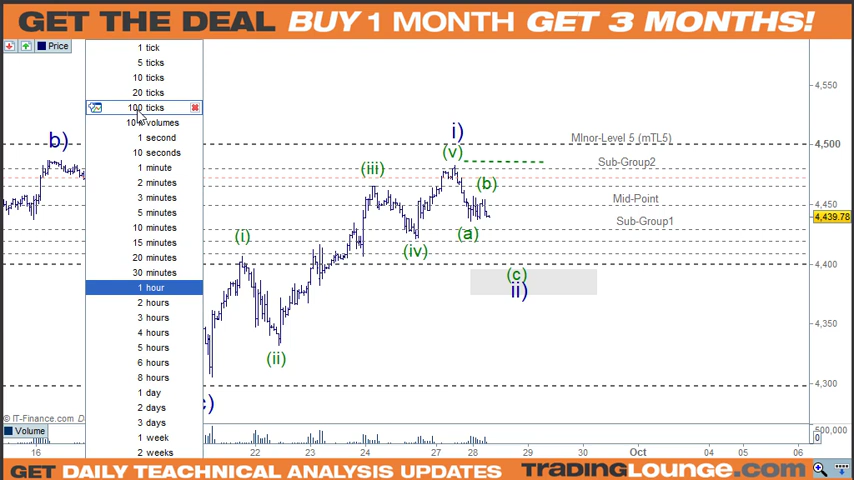 GET THE DEAL BUY 1 MONTH GET 3 MONTHS!
Price
1 tick
5 ticks
10 ticks
20 ticks
100 ticks
volumes
1 second
10 seconds
1 minute
2 minutes
3 minutes
5 minutes
10 minutes
15 minutes
20 minutes
30 minutes
1 hour
2 hours
3 hours
4 hours
5 hours
6 hours
8 hours
1 day
2 days
3 days
1 week
2 weeks
b)
(i)
(ii)
(iii)
(iv)
(v)
i)
(a)
(b)
(c)
ii)
c)
MInor-Level 5 (mTL5)
Sub-Group2
Mid-Point
Sub-Group1
4,550
4,500
4,450
4,439.78
4,400
4,350
4,300
© IT-Finance.com
Volume
500,000
0
16 22 23 24 27 28 29 30 Oct 04 05 06
GET DAILY TEACHNICAL ANALYSIS UPDATES TRADINGLOUNGE.com